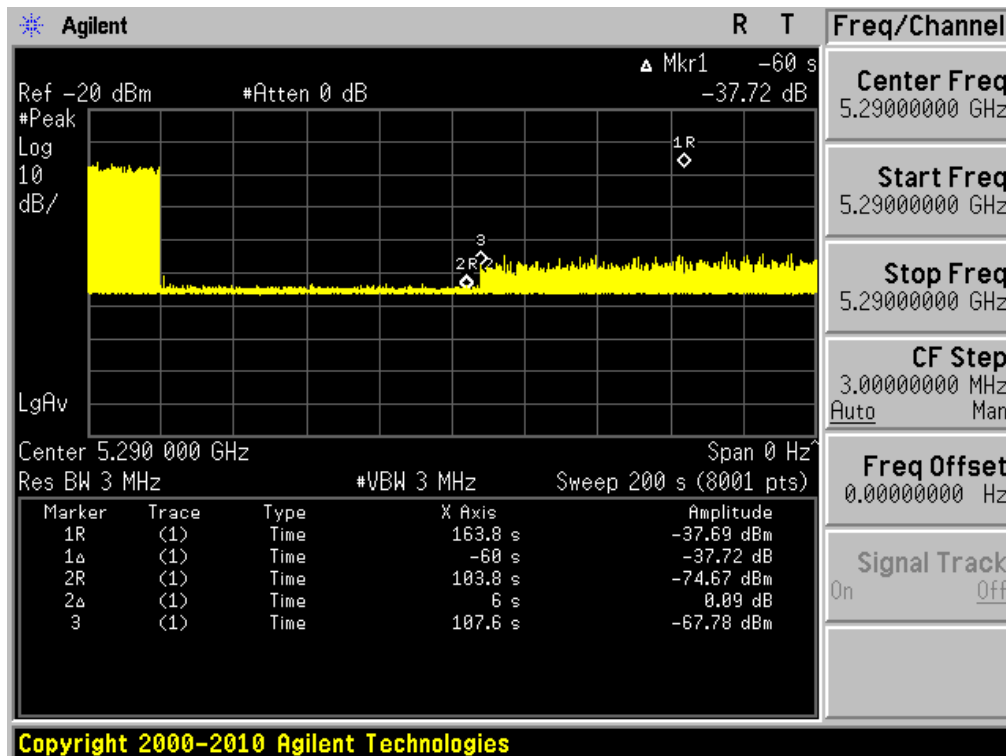 Agilent R T
Freq/Channel
Δ Mkr1 -60 s
Ref -20 dBm #Atten 0 dB -37.72 dB
#Peak
Log
10
dB/
1R
3
2R 2
LgAv
Center 5.290 000 GHz Span 0 Hz^
Res BW 3 MHz #VBW 3 MHz Sweep 200 s (8001 pts)
Marker Trace Type X Axis Amplitude
1R (1) Time 163.8 s -37.69 dBm
1Δ (1) Time -60 s -37.72 dB
2R (1) Time 103.8 s -74.67 dBm
2Δ (1) Time 6 s 0.09 dB
3 (1) Time 107.6 s -67.78 dBm
Center Freq
5.29000000 GHz
Start Freq
5.29000000 GHz
Stop Freq
5.29000000 GHz
CF Step
3.00000000 MHz
Auto Man
Freq Offset
0.00000000 Hz
Signal Track
On Off
Copyright 2000-2010 Agilent Technologies